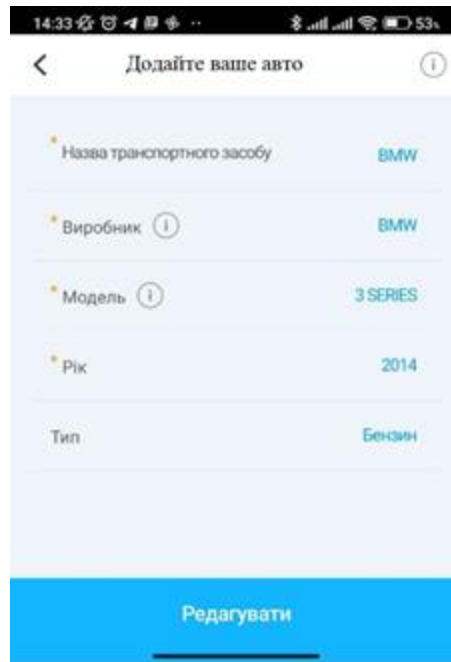 14:33 53%
Додайте ваше авто
* Назва транспортного засобу BMW
* Виробник BMW
* Модель 3 SERIES
* Рік 2014
Тип Бензин
Редагувати